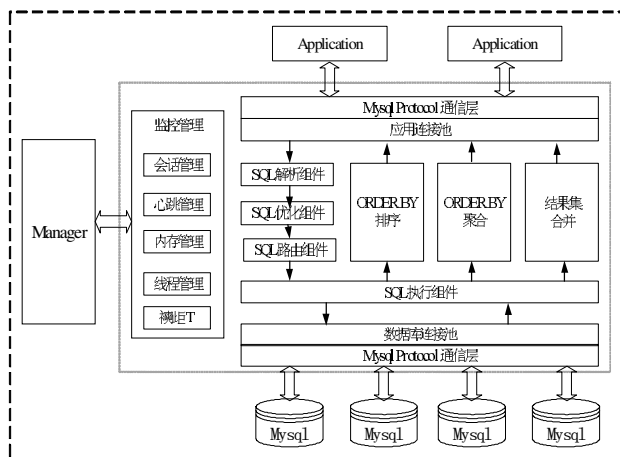 Application
Application
Mysql Protocol 通信层
应用连接池
监控管理
会话管理
心跳管理
内存管理
线程管理
Manager
SQL解析组件
SQL优化组件
SQL路由组件
ORDER BY
排序
ORDER BY
聚合
结果集
合并
SQL执行组件
数据库连接池
Mysql Protocol 通信层
Mysql
Mysql
Mysql
Mysql